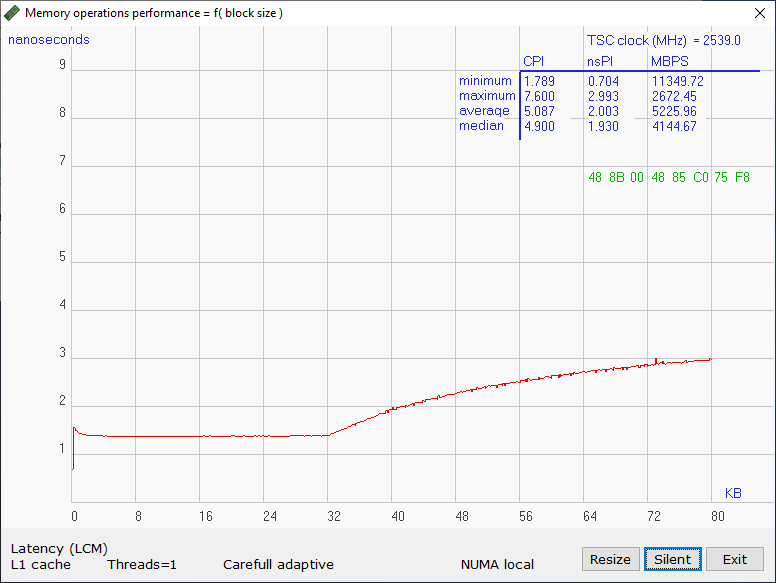 Memory operations performance = f( block size )
nanoseconds
TSC clock (MHz) = 2539.0
CPI nsPI MBPS
minimum 1.789 0.704 11349.72
maximum 7.600 2.993 2672.45
average 5.087 2.003 5225.96
median 4.900 1.930 4144.67
48 8B 00 48 85 C0 75 F8
9
8
7
6
5
4
3
2
1
KB
0 8 16 24 32 40 48 56 64 72 80
Latency (LCM)
L1 cache Threads=1 Carefull adaptive NUMA local
Resize Silent Exit